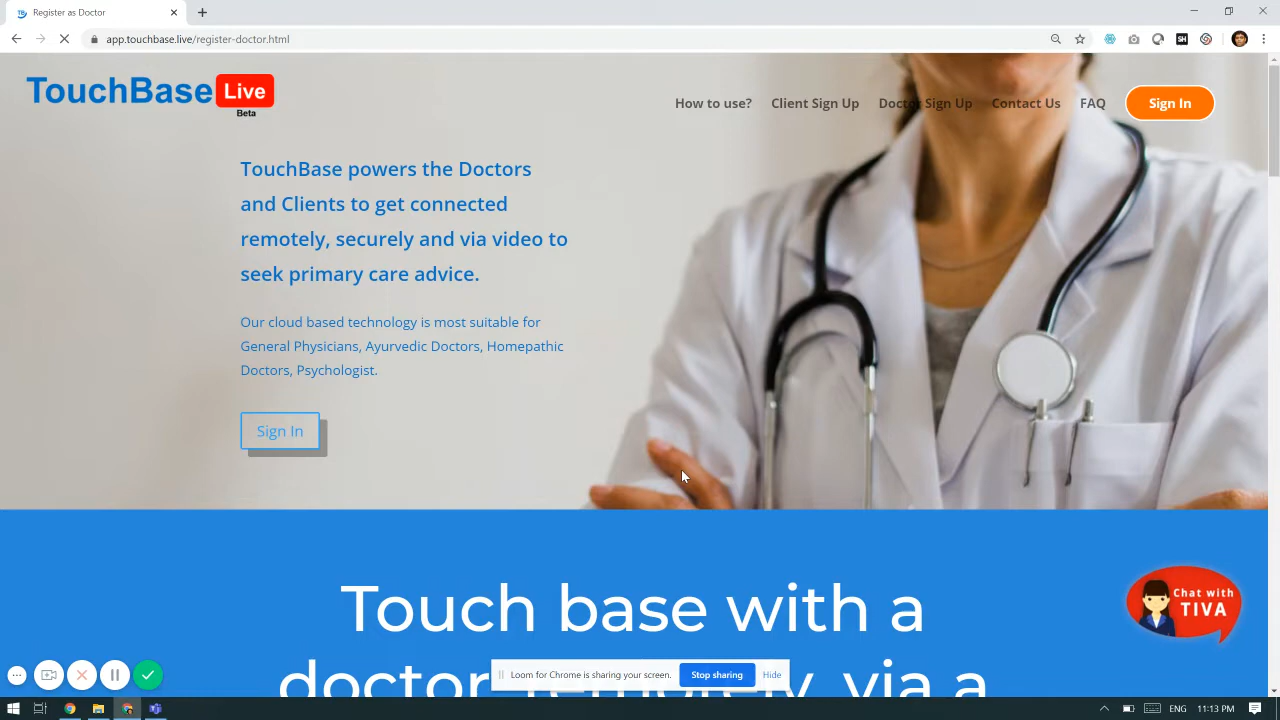 Register as Doctor
app.touchbase.live/register-doctor.html
TouchBase Live
Beta
How to use? Client Sign Up Doctor Sign Up Contact Us FAQ Sign In
TouchBase powers the Doctors
and Clients to get connected
remotely, securely and via video to
seek primary care advice.
Our cloud based technology is most suitable for
General Physicians, Ayurvedic Doctors, Homepathic
Doctors, Psychologist.
Sign In
Touch base with a
doctor remotely, via a
Chat with
TIVA
Loom for Chrome is sharing your screen. Stop sharing Hide
ENG 11:13 PM